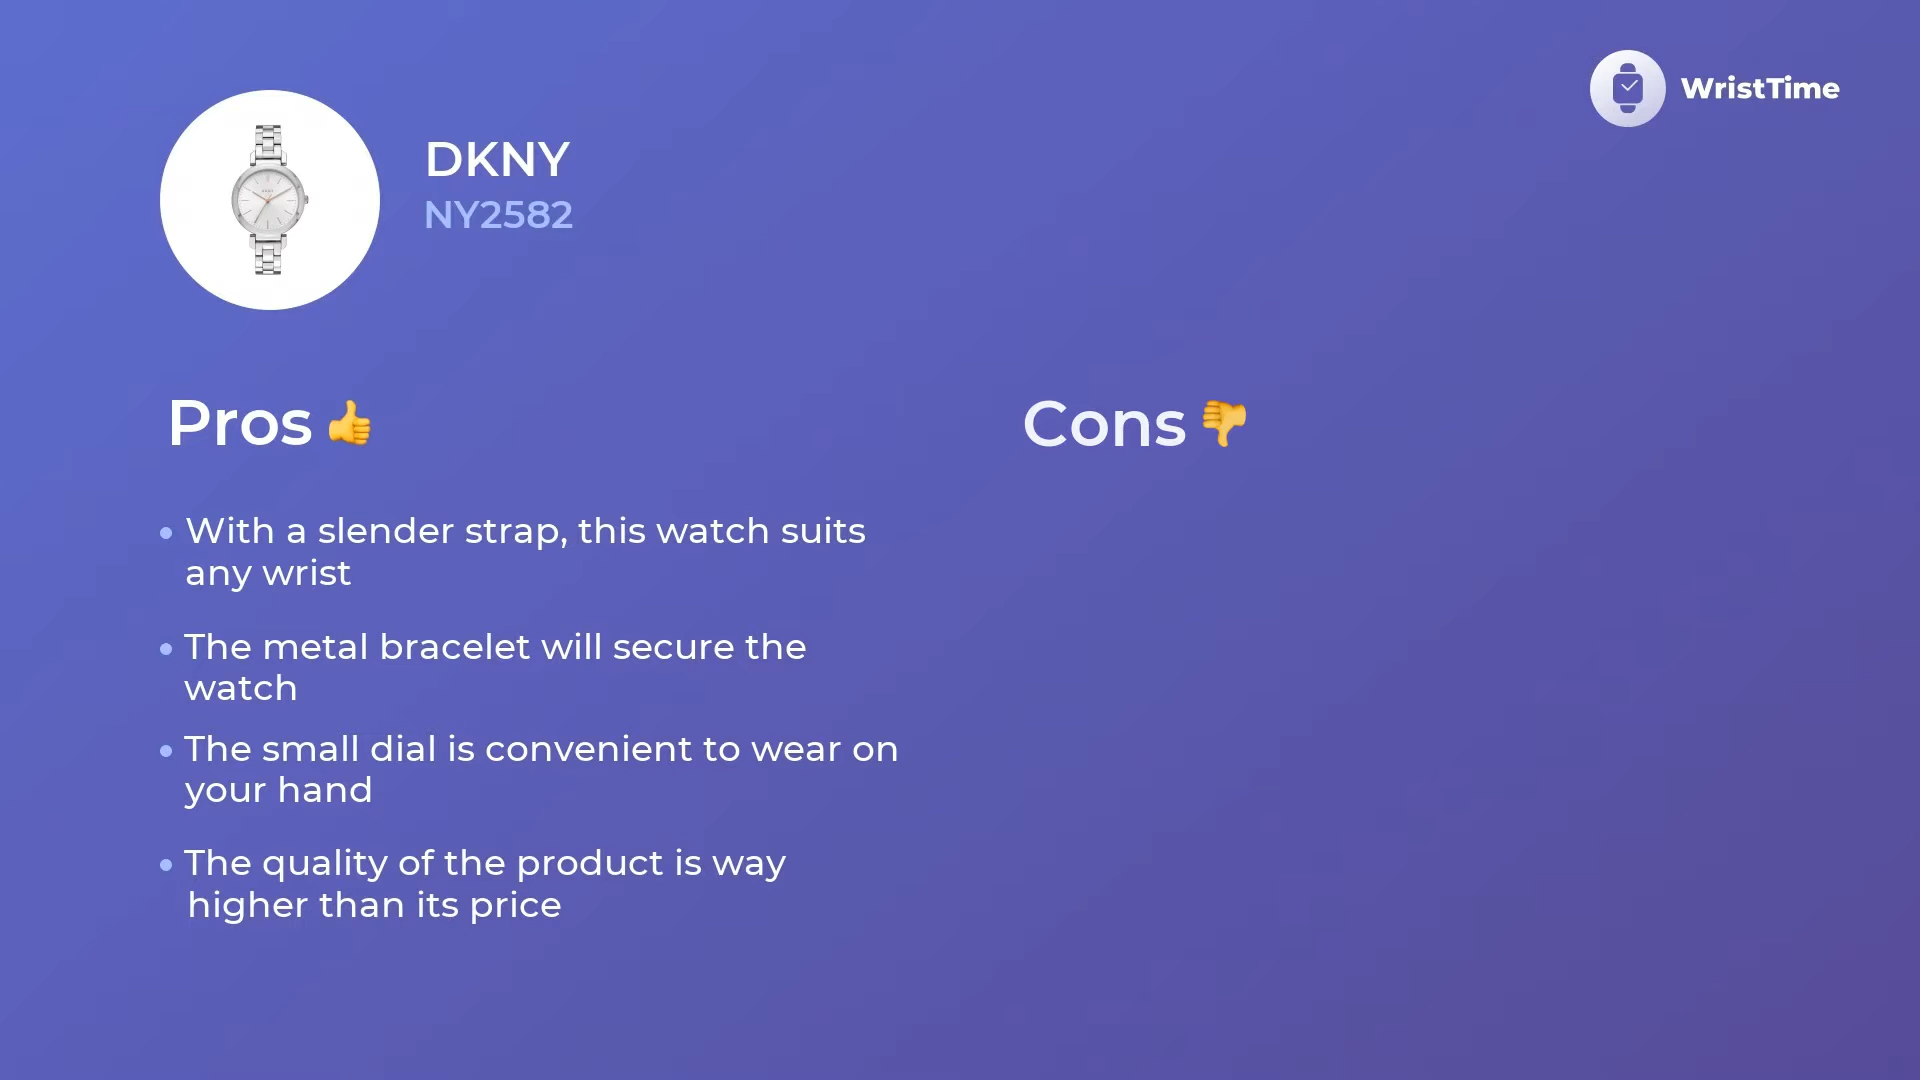 WristTime
DKNY
NY2582
Pros 👍
Cons 👎
With a slender strap, this watch suits
any wrist
The metal bracelet will secure the
watch
The small dial is convenient to wear on
your hand
The quality of the product is way
higher than its price